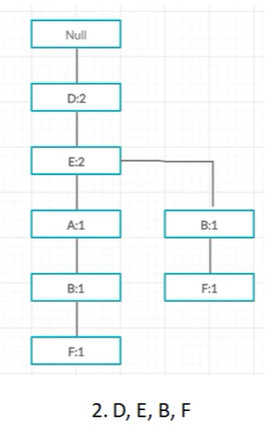 Null
D:2
E:2
A:1
B:1
B:1
F:1
F:1
2. D, E, B, F